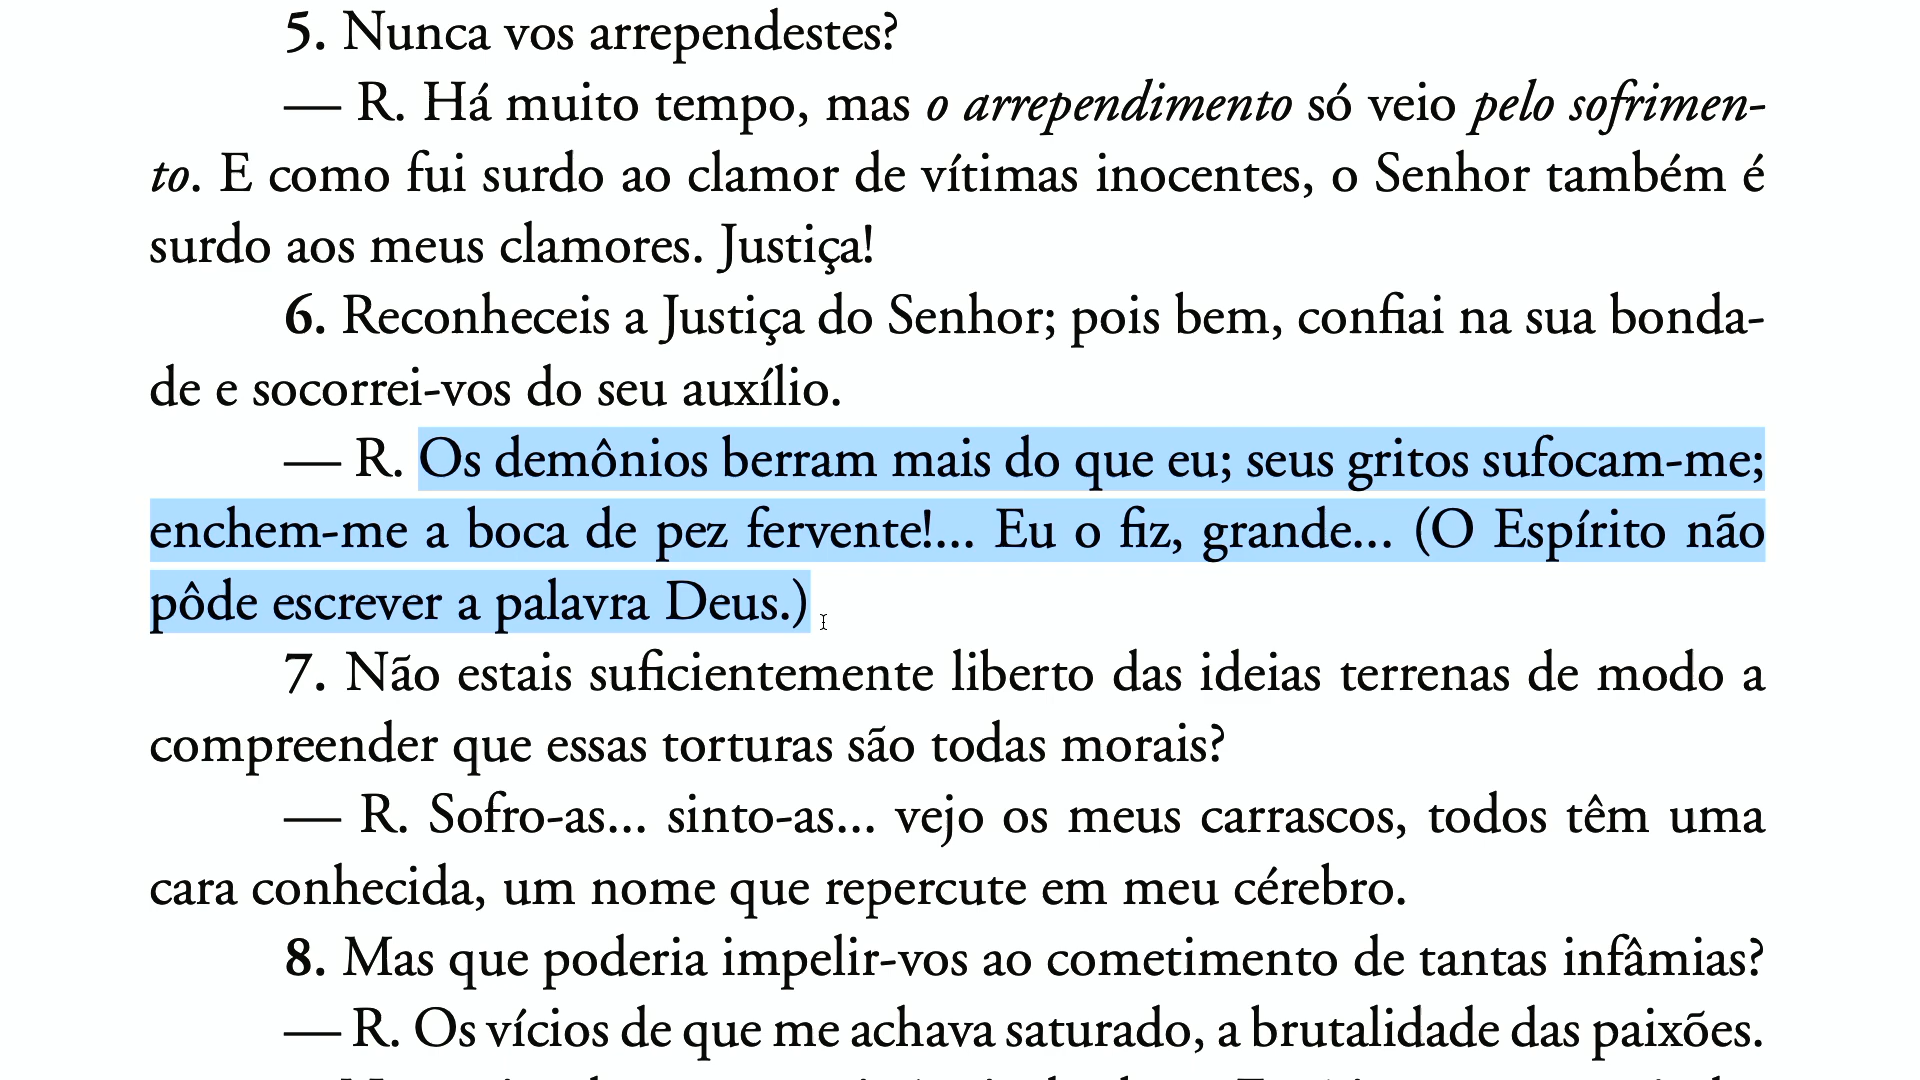 5. Nunca vos arrependestes?
— R. Há muito tempo, mas o arrependimento só veio pelo sofrimen-
to. E como fui surdo ao clamor de vítimas inocentes, o Senhor também é
surdo aos meus clamores. Justiça!
6. Reconheceis a Justiça do Senhor; pois bem, confiai na sua bonda-
de e socorrei-vos do seu auxílio.
— R. Os demônios berram mais do que eu; seus gritos sufocam-me;
enchem-me a boca de pez fervente!... Eu o fiz, grande... (O Espírito não
pôde escrever a palavra Deus.)
7. Não estais suficientemente liberto das ideias terrenas de modo a
compreender que essas torturas são todas morais?
— R. Sofro-as... sinto-as... vejo os meus carrascos, todos têm uma
cara conhecida, um nome que repercute em meu cérebro.
8. Mas que poderia impelir-vos ao cometimento de tantas infâmias?
— R. Os vícios de que me achava saturado, a brutalidade das paixões.